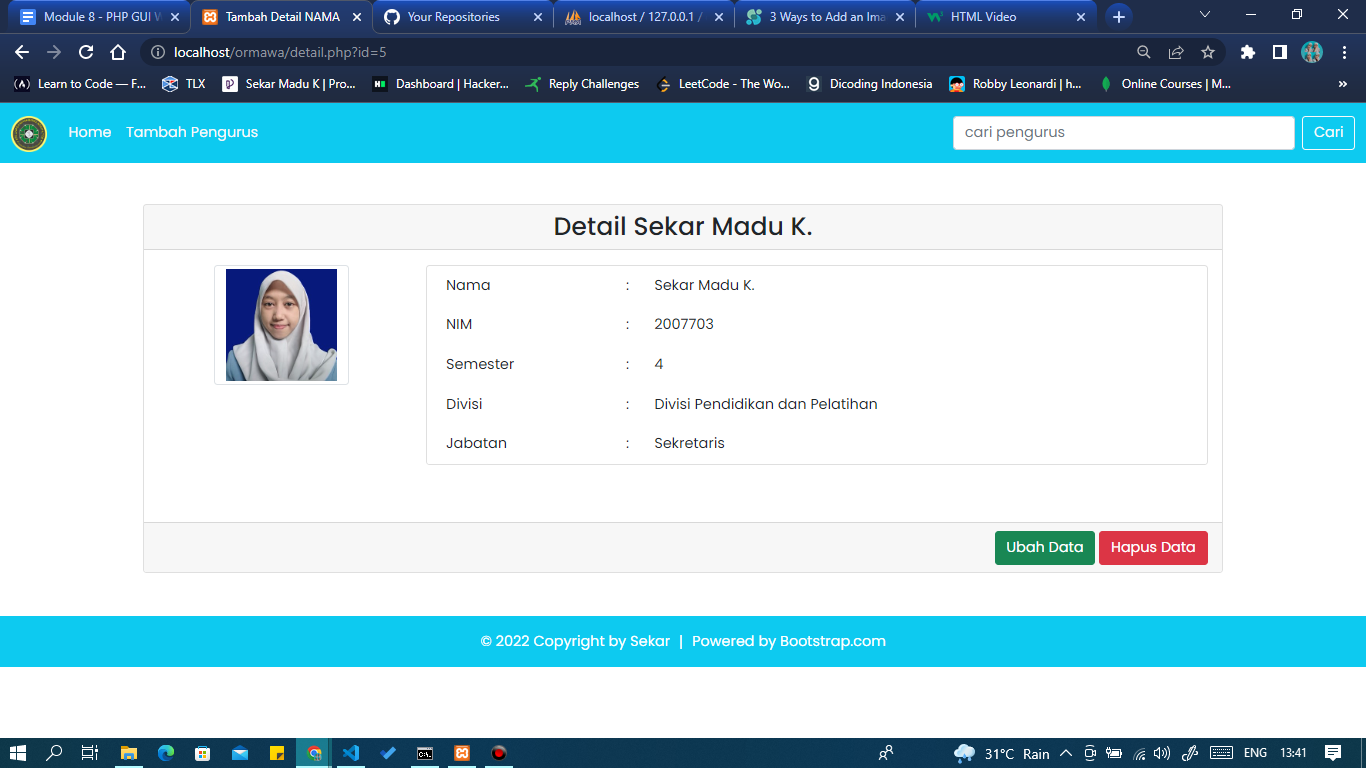 Module 8 - PHP GUI W
Tambah Detail NAMA
Your Repositories
localhost / 127.0.0.1 /
3 Ways to Add an Ima
HTML Video
localhost/ormawa/detail.php?id=5
Learn to Code — F...
TLX
Sekar Madu K | Pro...
Dashboard | Hacker...
Reply Challenges
LeetCode - The Wo...
Dicoding Indonesia
Robby Leonardi | h...
Online Courses | M...
»
Home Tambah Pengurus
cari pengurus
Cari
Detail Sekar Madu K.
Nama : Sekar Madu K.
NIM : 2007703
Semester : 4
Divisi : Divisi Pendidikan dan Pelatihan
Jabatan : Sekretaris
Ubah Data Hapus Data
© 2022 Copyright by Sekar | Powered by Bootstrap.com
31°C Rain
ENG 13:41